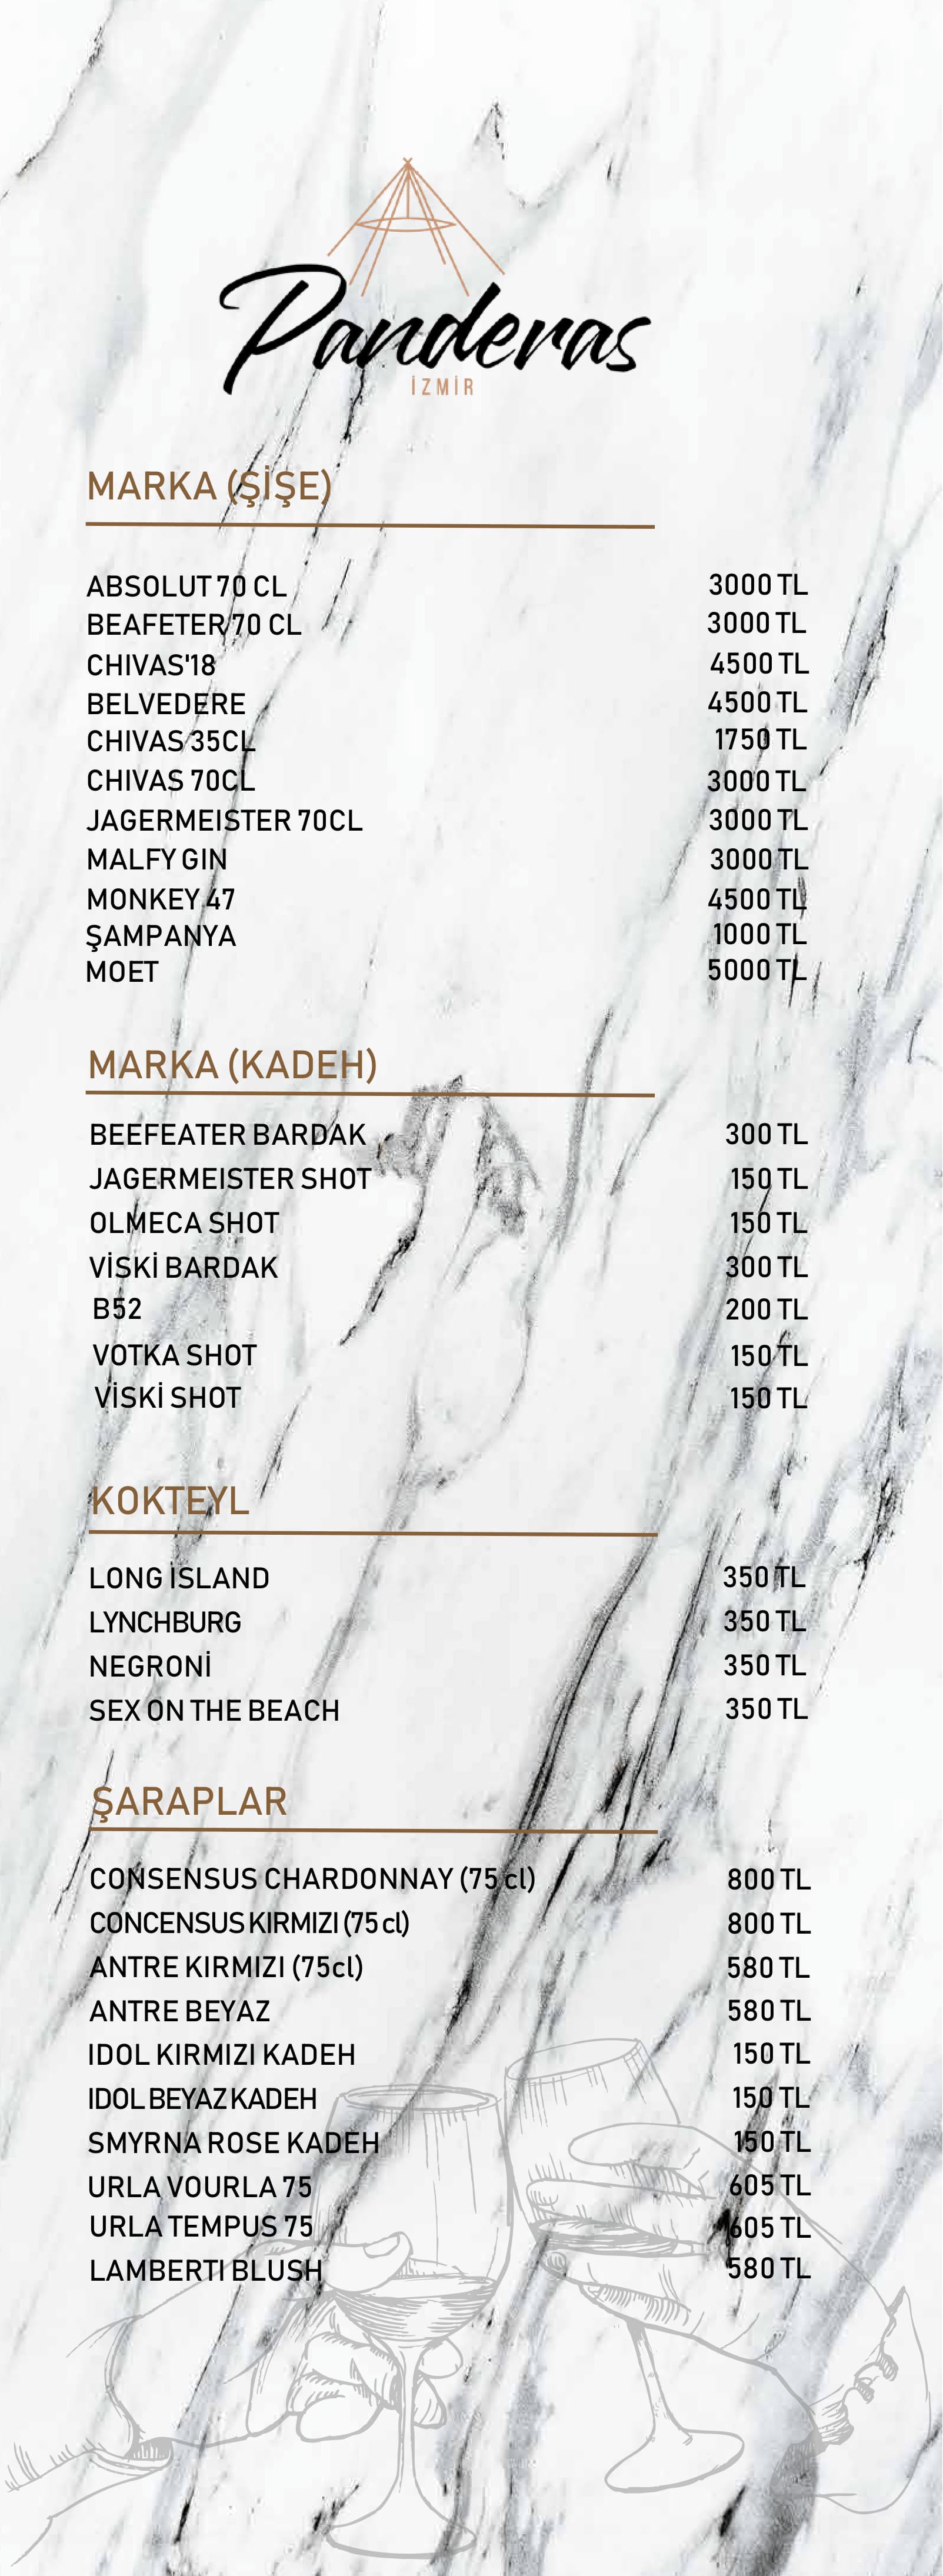 Panderas
İZMİR
MARKA (ŞİŞE)
ABSOLUT 70 CL 3000 TL
BEAFETER 70 CL 3000 TL
CHIVAS'18 4500 TL
BELVEDERE 4500 TL
CHIVAS 35CL 1750 TL
CHIVAS 70CL 3000 TL
JAGERMEISTER 70CL 3000 TL
MALFY GIN 3000 TL
MONKEY 47 4500 TL
ŞAMPANYA 1000 TL
MOET 5000 TL
MARKA (KADEH)
BEEFEATER BARDAK 300 TL
JAGERMEISTER SHOT 150 TL
OLMECA SHOT 150 TL
VİSKİ BARDAK 300 TL
B52 200 TL
VOTKA SHOT 150 TL
VİSKİ SHOT 150 TL
KOKTEYL
LONG İSLAND 350 TL
LYNCHBURG 350 TL
NEGRONİ 350 TL
SEX ON THE BEACH 350 TL
ŞARAPLAR
CONSENSUS CHARDONNAY (75 cl) 800 TL
CONCENSUS KIRMIZI (75 cl) 800 TL
ANTRE KIRMIZI (75cl) 580 TL
ANTRE BEYAZ 580 TL
IDOL KIRMIZI KADEH 150 TL
IDOL BEYAZ KADEH 150 TL
SMYRNA ROSE KADEH 150 TL
URLA VOURLA 75 605 TL
URLA TEMPUS 75 605 TL
LAMBERTI BLUSH 580 TL